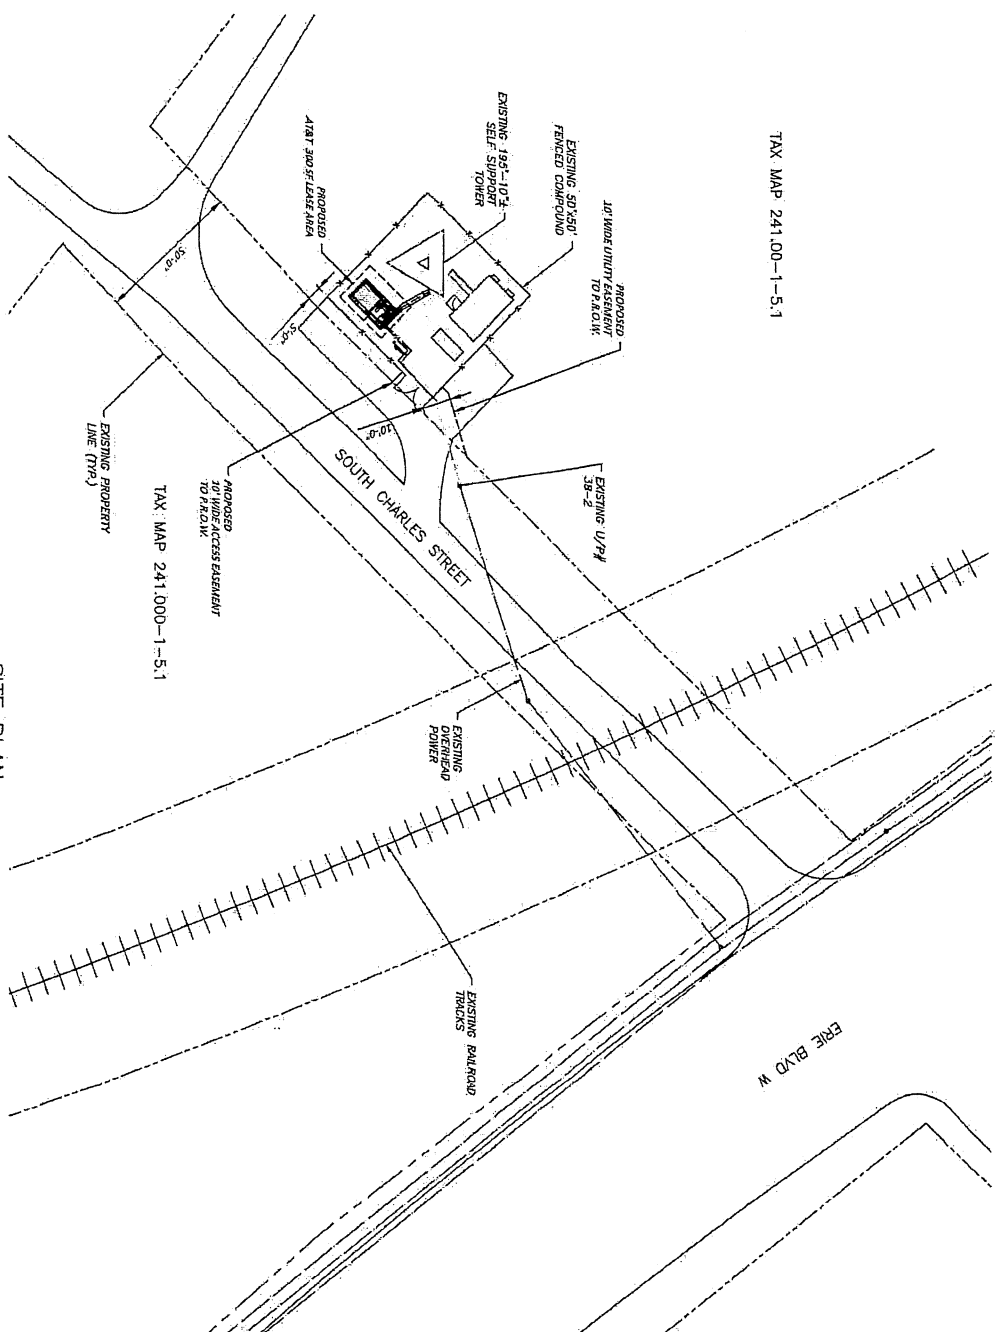 TAX MAP 241.00-1-5.1
EXISTING 50'x50'
FENCED COMPOUND
EXISTING 195'-10"±
SELF SUPPORT
TOWER
PROPOSED
10' WIDE UTILITY EASEMENT
TO P.R.O.W.
PROPOSED
AT&T 300 SF LEASE AREA
50'-0"
5'-0"
10'-0"
EXISTING U/P#
38-2
SOUTH CHARLES STREET
EXISTING PROPERTY
LINE (TYP.)
PROPOSED
10' WIDE ACCESS EASEMENT
TO P.R.O.W.
TAX MAP 241.000-1-5.1
EXISTING
OVERHEAD
POWER
EXISTING RAILROAD
TRACKS
ERIE BLVD W
SITE PLAN